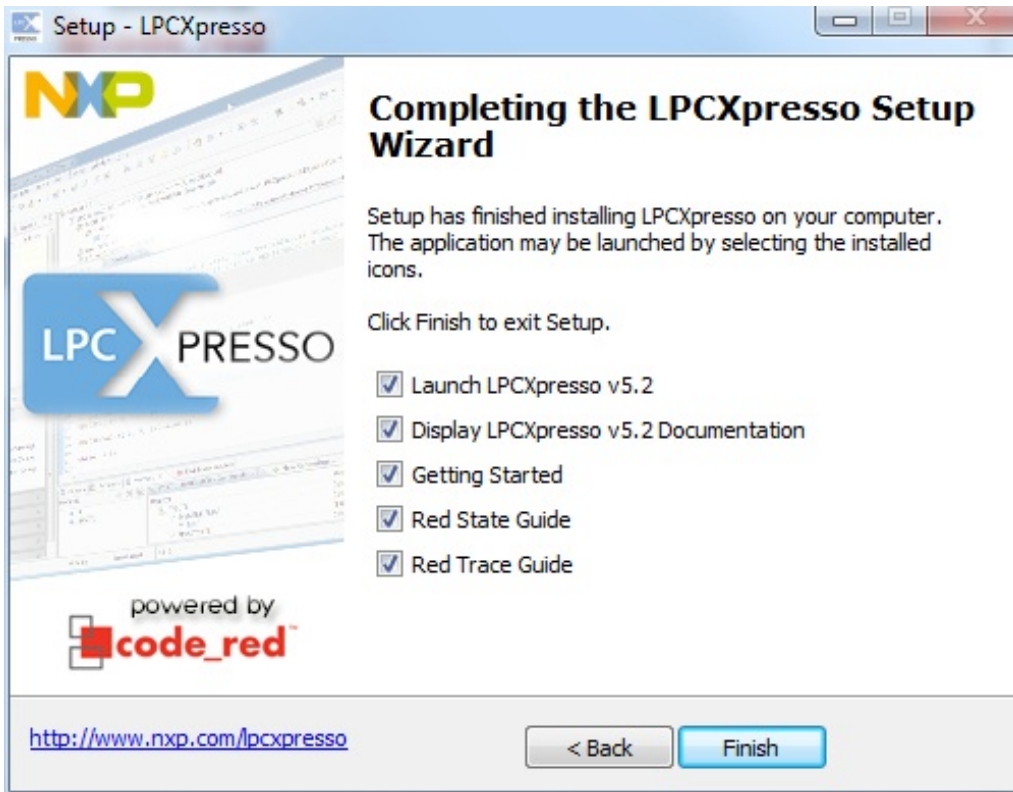 Setup - LPCXpresso
NXP
Completing the LPCXpresso Setup
Wizard
Setup has finished installing LPCXpresso on your computer.
The application may be launched by selecting the installed
icons.
Click Finish to exit Setup.
LPCXPRESSO
Launch LPCXpresso v5.2
Display LPCXpresso v5.2 Documentation
Getting Started
Red State Guide
Red Trace Guide
powered by
code_red™
http://www.nxp.com/lpcxpresso
< Back
Finish